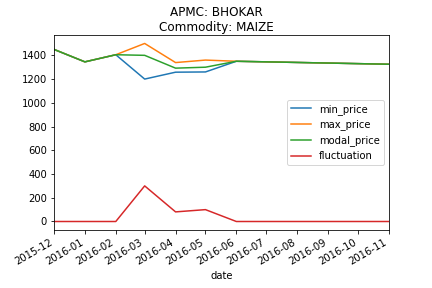 APMC: BHOKAR
Commodity: MAIZE
1400
1200
1000
800
600
400
200
0
min_price
max_price
modal_price
fluctuation
2015-12
2016-01
2016-02
2016-03
2016-04
2016-05
2016-06
2016-07
2016-08
2016-09
2016-10
2016-11
date